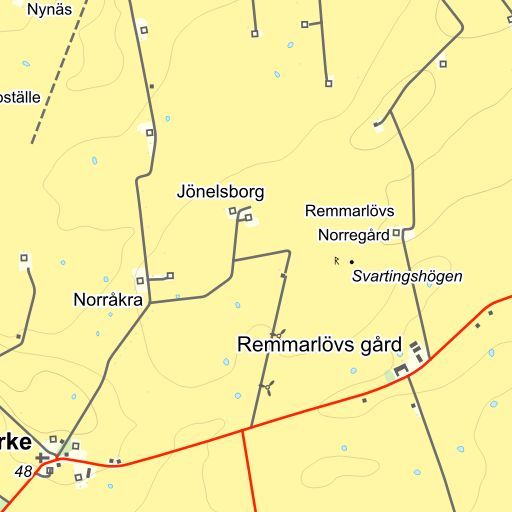 Nynäs
ställe
Jönelsborg
Remmarlövs
Norregård
R
Svartingshögen
Norråkra
Remmarlövs gård
rke
48